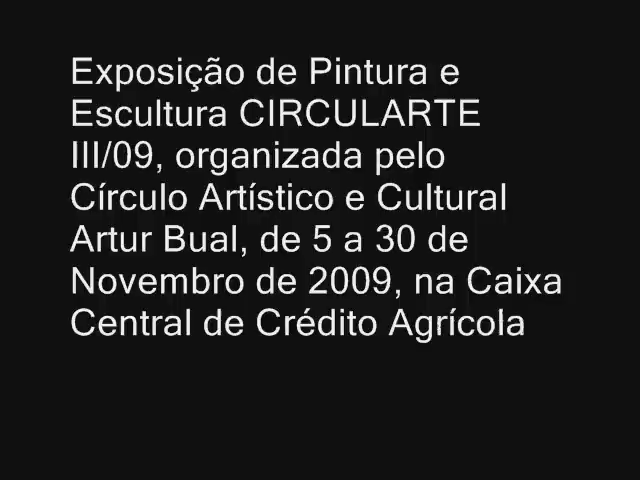 Exposição de Pintura e
Escultura CIRCULARTE
III/09, organizada pelo
Círculo Artístico e Cultural
Artur Bual, de 5 a 30 de
Novembro de 2009, na Caixa
Central de Crédito Agrícola